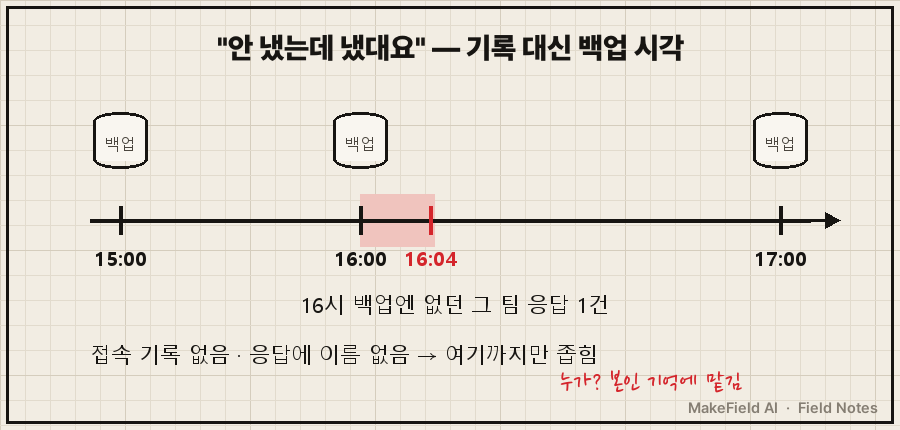 "안 냈는데 냈대요" — 기록 대신 백업 시각
백업 백업 백업
15:00 16:00 16:04 17:00
16시 백업엔 없던 그 팀 응답 1건
접속 기록 없음 · 응답에 이름 없음 → 여기까지만 좁힘
누가? 본인 기억에 맡김
MakeField AI · Field Notes